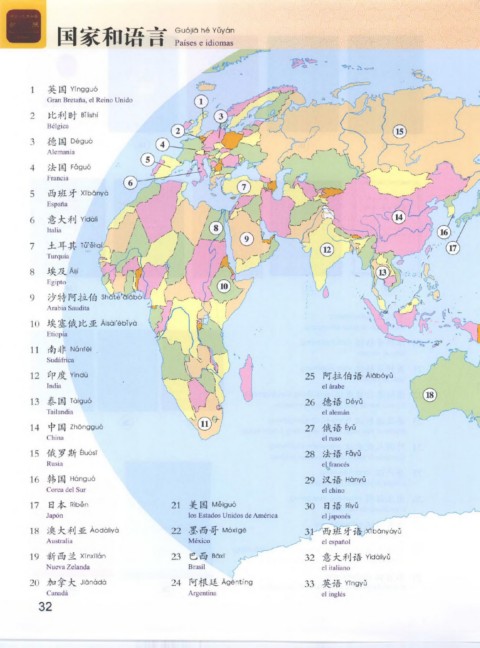 国家和语言 Guójiā hé Yǔyán
Países e idiomas
1 英国 Yīngguó
Gran Bretaña, el Reino Unido
2 比利时 Bǐlìshí
Bélgica
3 德国 Déguó
Alemania
4 法国 Fǎguó
Francia
5 西班牙 Xībānyá
España
6 意大利 Yìdàlì
Italia
7 土耳其 Tǔ'ěrqí
Turquía
8 埃及 Āijí
Egipto
9 沙特阿拉伯 Shātè'ālābó
Arabia Saudita
10 埃塞俄比亚 Āisài'ébǐyà
Etiopía
11 南非 Nánfēi
Sudáfrica
12 印度 Yìndù
India
13 泰国 Tàiguó
Tailandia
14 中国 Zhōngguó
China
15 俄罗斯 Éluósī
Rusia
16 韩国 Hánguó
Corea del Sur
17 日本 Rìběn
Japón
18 澳大利亚 Àodàlìyà
Australia
19 新西兰 Xīnxīlán
Nueva Zelanda
20 加拿大 Jiānádà
Canadá
21 美国 Měiguó
los Estados Unidos de América
22 墨西哥 Mòxīgē
México
23 巴西 Bāxī
Brasil
24 阿根廷 Āgēntíng
Argentina
25 阿拉伯语 Ālābóyǔ
el árabe
26 德语 Déyǔ
el alemán
27 俄语 Éyǔ
el ruso
28 法语 Fǎyǔ
el francés
29 汉语 Hànyǔ
el chino
30 日语 Rìyǔ
el japonés
31 西班牙语 Xībānyáyǔ
el español
32 意大利语 Yìdàlìyǔ
el italiano
33 英语 Yīngyǔ
el inglés
1
2
3
4
5
6
7
8
9
10
11
12
13
14
15
16
17
18
32